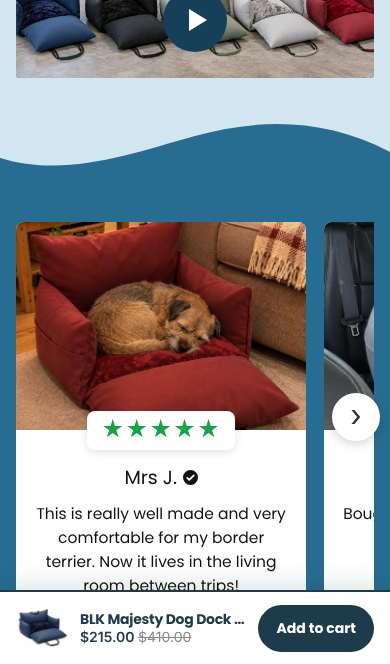 Mrs J.
This is really well made and very
comfortable for my border
terrier. Now it lives in the living
room between trips!
Bou
BLK Majesty Dog Dock ...
$215.00 $410.00
Add to cart